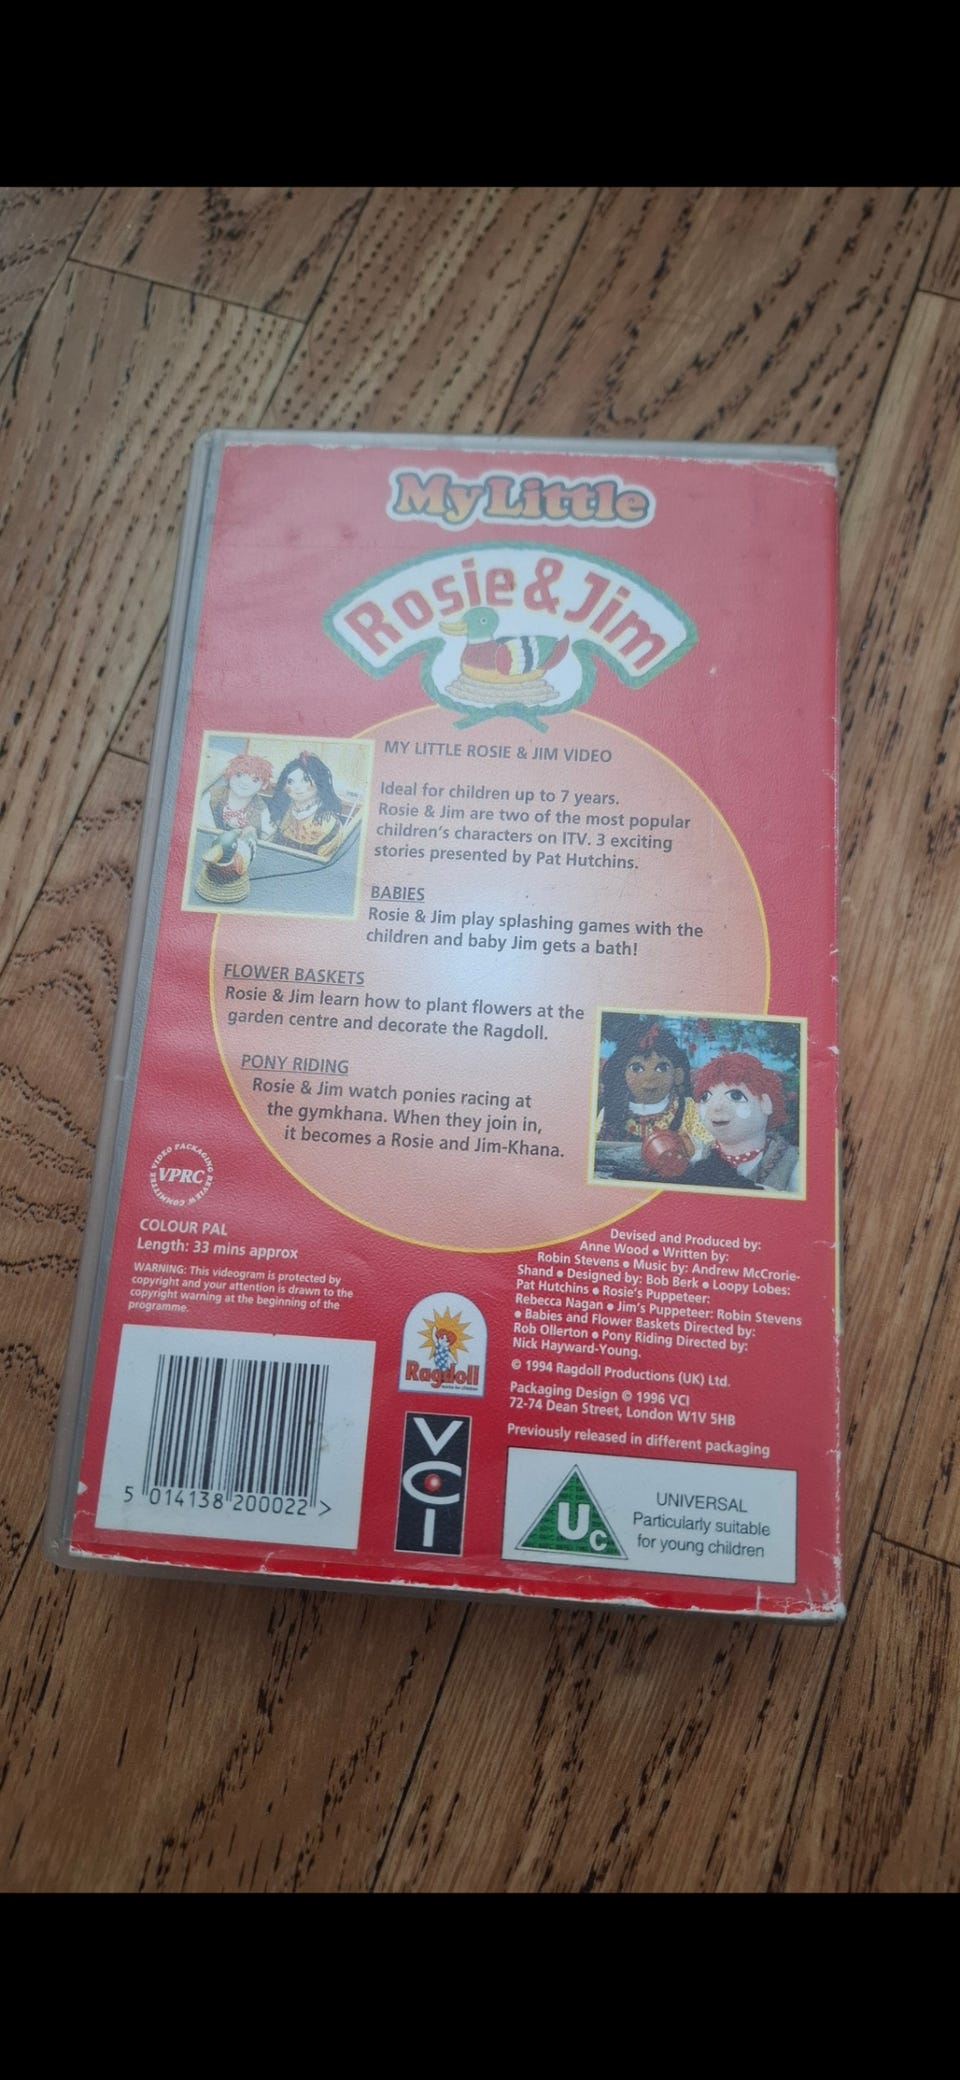 My Little
Rosie & Jim
MY LITTLE ROSIE & JIM VIDEO
Ideal for children up to 7 years.
Rosie & Jim are two of the most popular
children's characters on ITV. 3 exciting
stories presented by Pat Hutchins.
BABIES
Rosie & Jim play splashing games with the
children and baby Jim gets a bath!
FLOWER BASKETS
Rosie & Jim learn how to plant flowers at the
garden centre and decorate the Ragdoll.
PONY RIDING
Rosie & Jim watch ponies racing at
the gymkhana. When they join in,
it becomes a Rosie and Jim-Khana.
VIDEO PACKAGING REVIEW COMMITTEE
VPRC
COLOUR PAL
Length: 33 mins approx
WARNING: This videogram is protected by
copyright and your attention is drawn to the
copyright warning at the beginning of the
programme.
5 014138 200022 >
Devised and Produced by:
Anne Wood • Written by:
Robin Stevens • Music by: Andrew McCrorie-
Shand • Designed by: Bob Berk • Loopy Lobes:
Pat Hutchins • Rosie's Puppeteer:
Rebecca Nagan • Jim's Puppeteer: Robin Stevens
• Babies and Flower Baskets Directed by:
Rob Ollerton • Pony Riding Directed by:
Nick Hayward-Young.
© 1994 Ragdoll Productions (UK) Ltd.
Packaging Design © 1996 VCI
72-74 Dean Street, London W1V 5HB
Previously released in different packaging
Ragdoll
VCI
Uc
UNIVERSAL
Particularly suitable
for young children